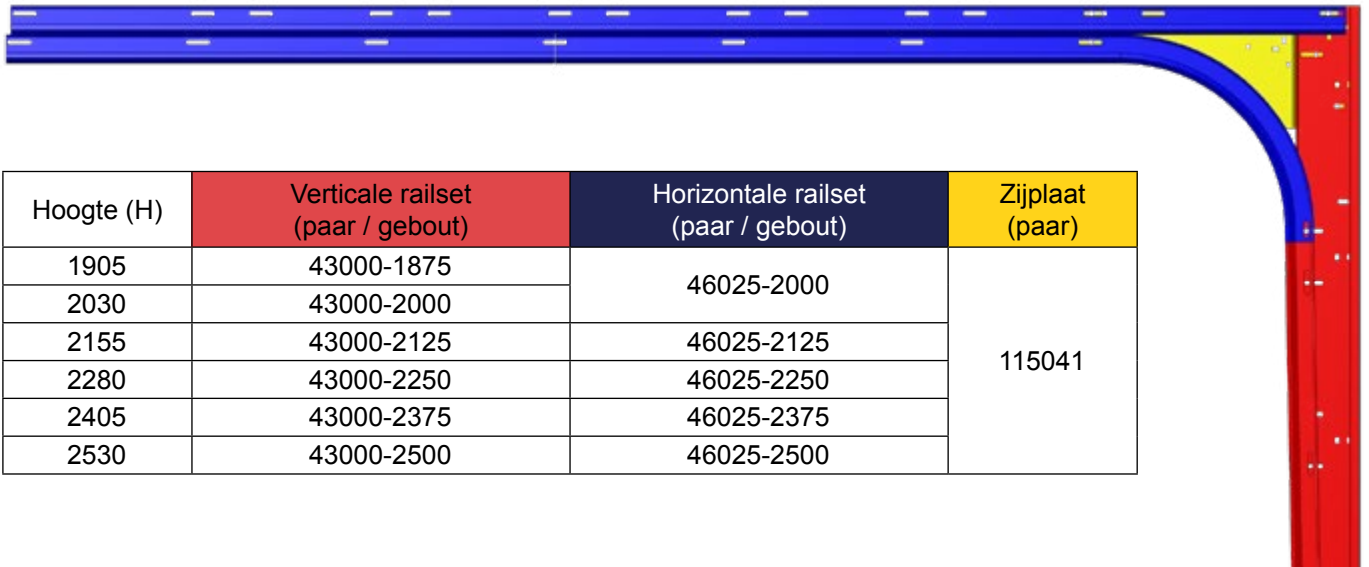 Hoogte (H) Verticale railset (paar / gebout) Horizontale railset (paar / gebout) Zijplaat (paar)
1905 43000-1875 46025-2000 115041
2030 43000-2000
2155 43000-2125 46025-2125
2280 43000-2250 46025-2250
2405 43000-2375 46025-2375
2530 43000-2500 46025-2500